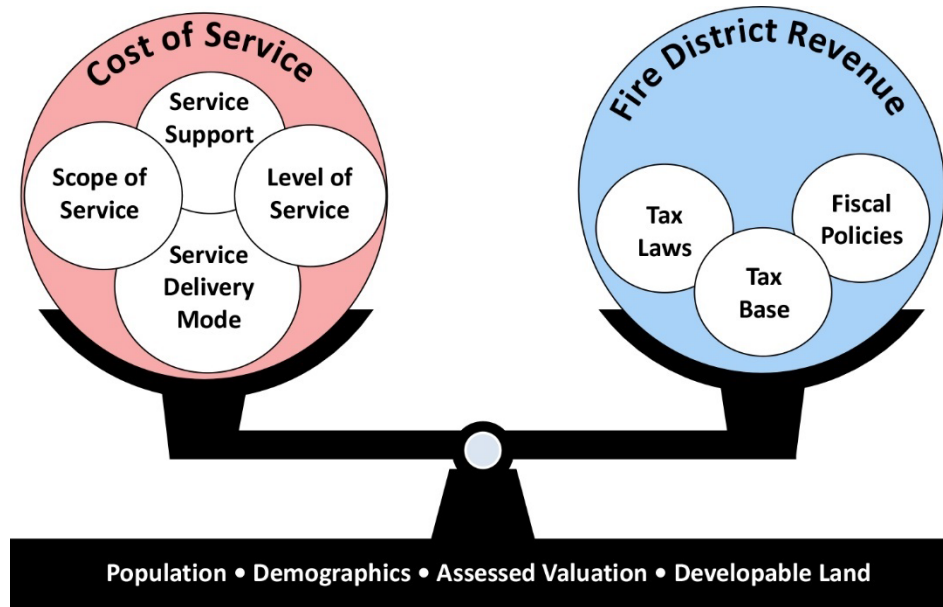 Cost of Service
Service
Support
Scope of
Service
Level of
Service
Service
Delivery
Mode
Fire District Revenue
Tax
Laws
Fiscal
Policies
Tax
Base
Population • Demographics • Assessed Valuation • Developable Land